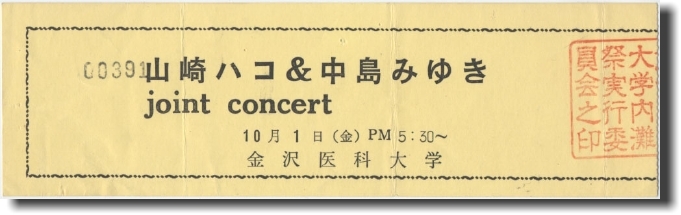 00391
山崎ハコ&中島みゆき
joint concert
10月1日(金)PM 5:30〜
金沢医科大学
大学内灘
祭実行委
員会之印